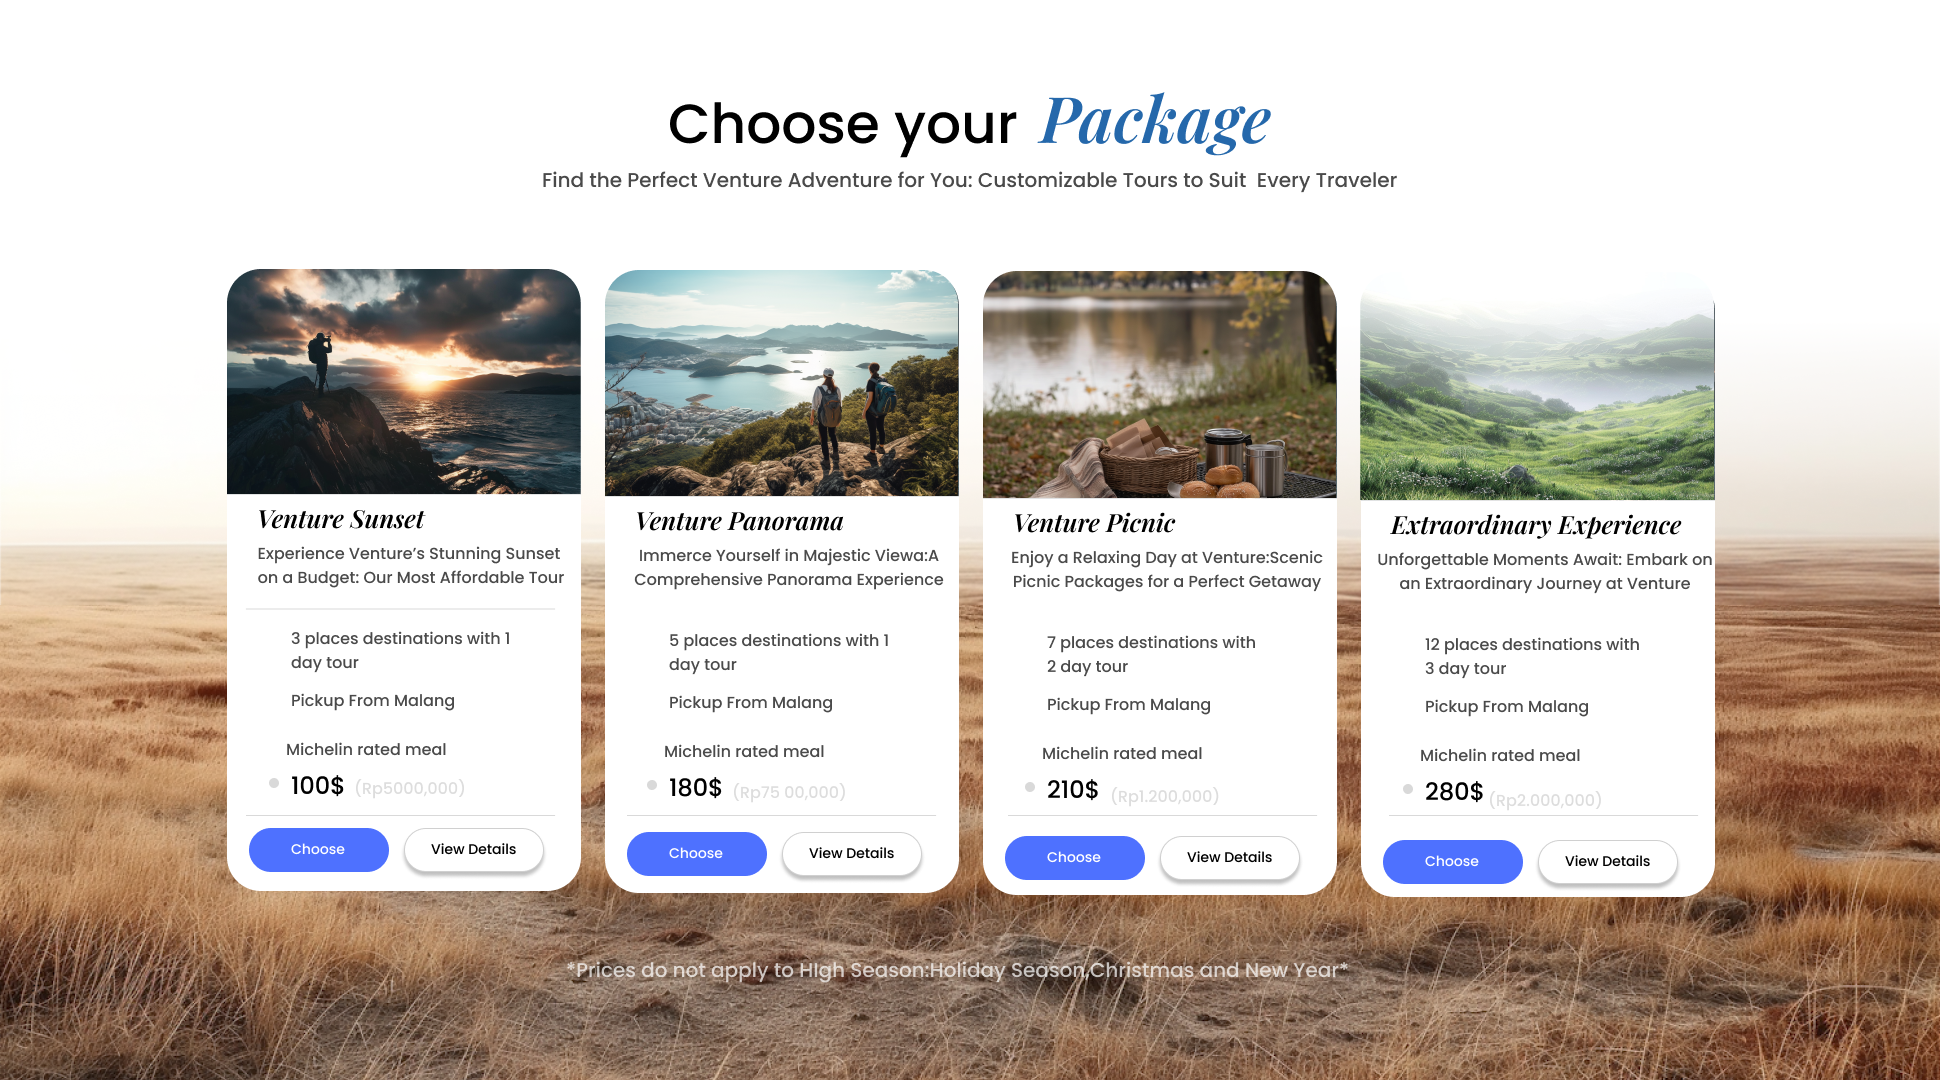 Choose your Package
Find the Perfect Venture Adventure for You: Customizable Tours to Suit Every Traveler
Venture Sunset
Experience Venture’s Stunning Sunset
on a Budget: Our Most Affordable Tour
3 places destinations with 1
day tour
Pickup From Malang
Michelin rated meal
100$ (Rp5000,000)
Choose
View Details
Venture Panorama
Immerce Yourself in Majestic Viewa:A
Comprehensive Panorama Experience
5 places destinations with 1
day tour
Pickup From Malang
Michelin rated meal
180$ (Rp75 00,000)
Choose
View Details
Venture Picnic
Enjoy a Relaxing Day at Venture:Scenic
Picnic Packages for a Perfect Getaway
7 places destinations with
2 day tour
Pickup From Malang
Michelin rated meal
210$ (Rp1.200,000)
Choose
View Details
Extraordinary Experience
Unforgettable Moments Await: Embark on
an Extraordinary Journey at Venture
12 places destinations with
3 day tour
Pickup From Malang
Michelin rated meal
280$ (Rp2.000,000)
Choose
View Details
*Prices do not apply to HIgh Season:Holiday Season,Christmas and New Year*